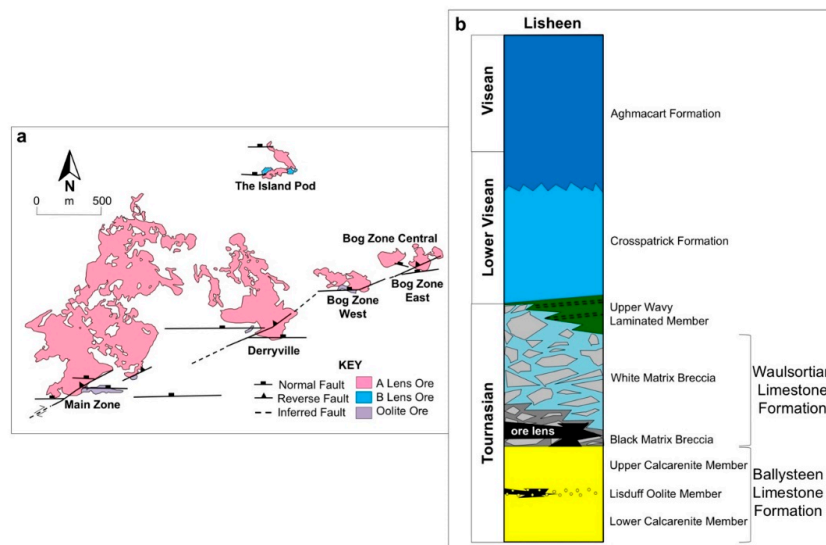 a
N
0 m 500
The Island Pod
Bog Zone Central
Bog Zone
East
Bog Zone
West
Derryville
Main Zone
KEY
Normal Fault
Reverse Fault
Inferred Fault
A Lens Ore
B Lens Ore
Oolite Ore
b
Lisheen
Visean
Lower Visean
Tournasian
Aghmacart Formation
Crosspatrick Formation
Upper Wavy
Laminated Member
White Matrix Breccia
ore lens
Black Matrix Breccia
Waulsortian
Limestone
Formation
Upper Calcarenite Member
Lisduff Oolite Member
Lower Calcarenite Member
Ballysteen
Limestone
Formation